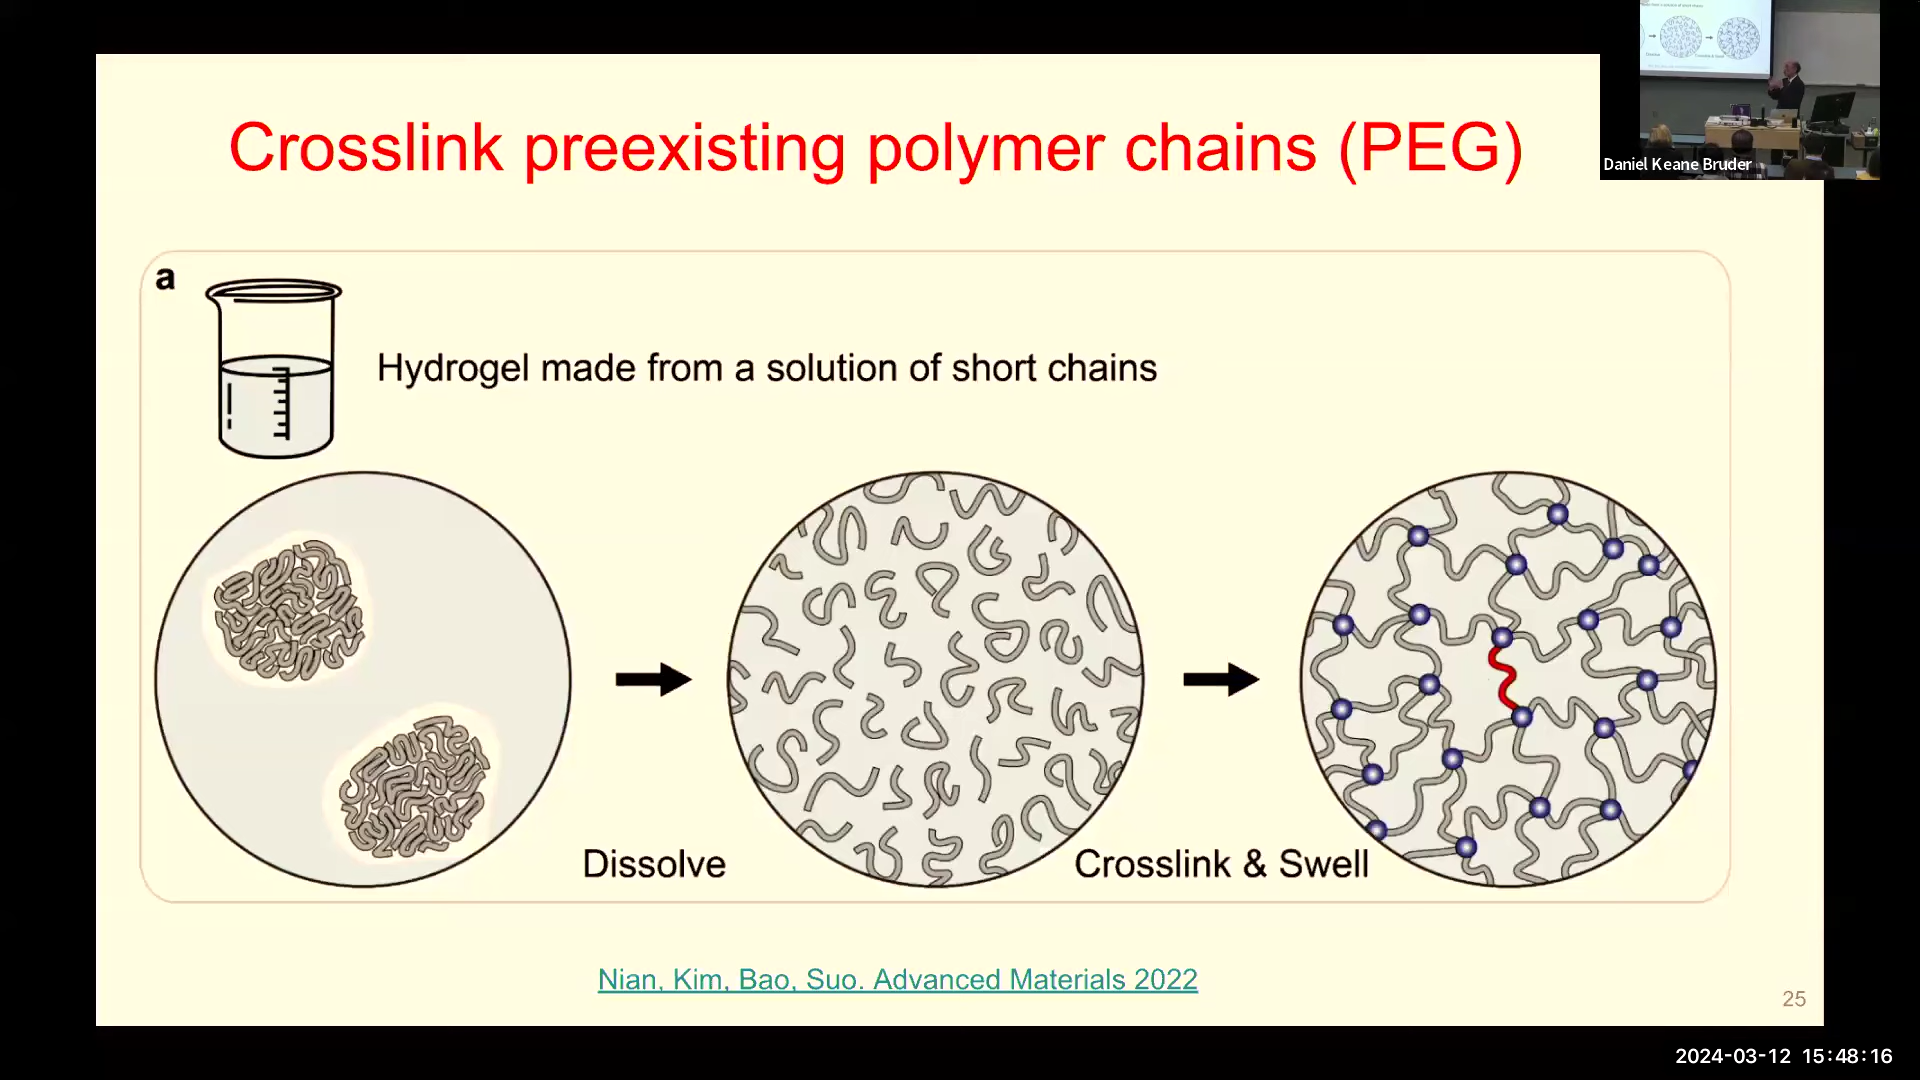 Crosslink preexisting polymer chains (PEG)
Daniel Keane Bruder
a
Hydrogel made from a solution of short chains
Dissolve
Crosslink & Swell
Nian, Kim, Bao, Suo. Advanced Materials 2022
25
2024-03-12 15:48:16